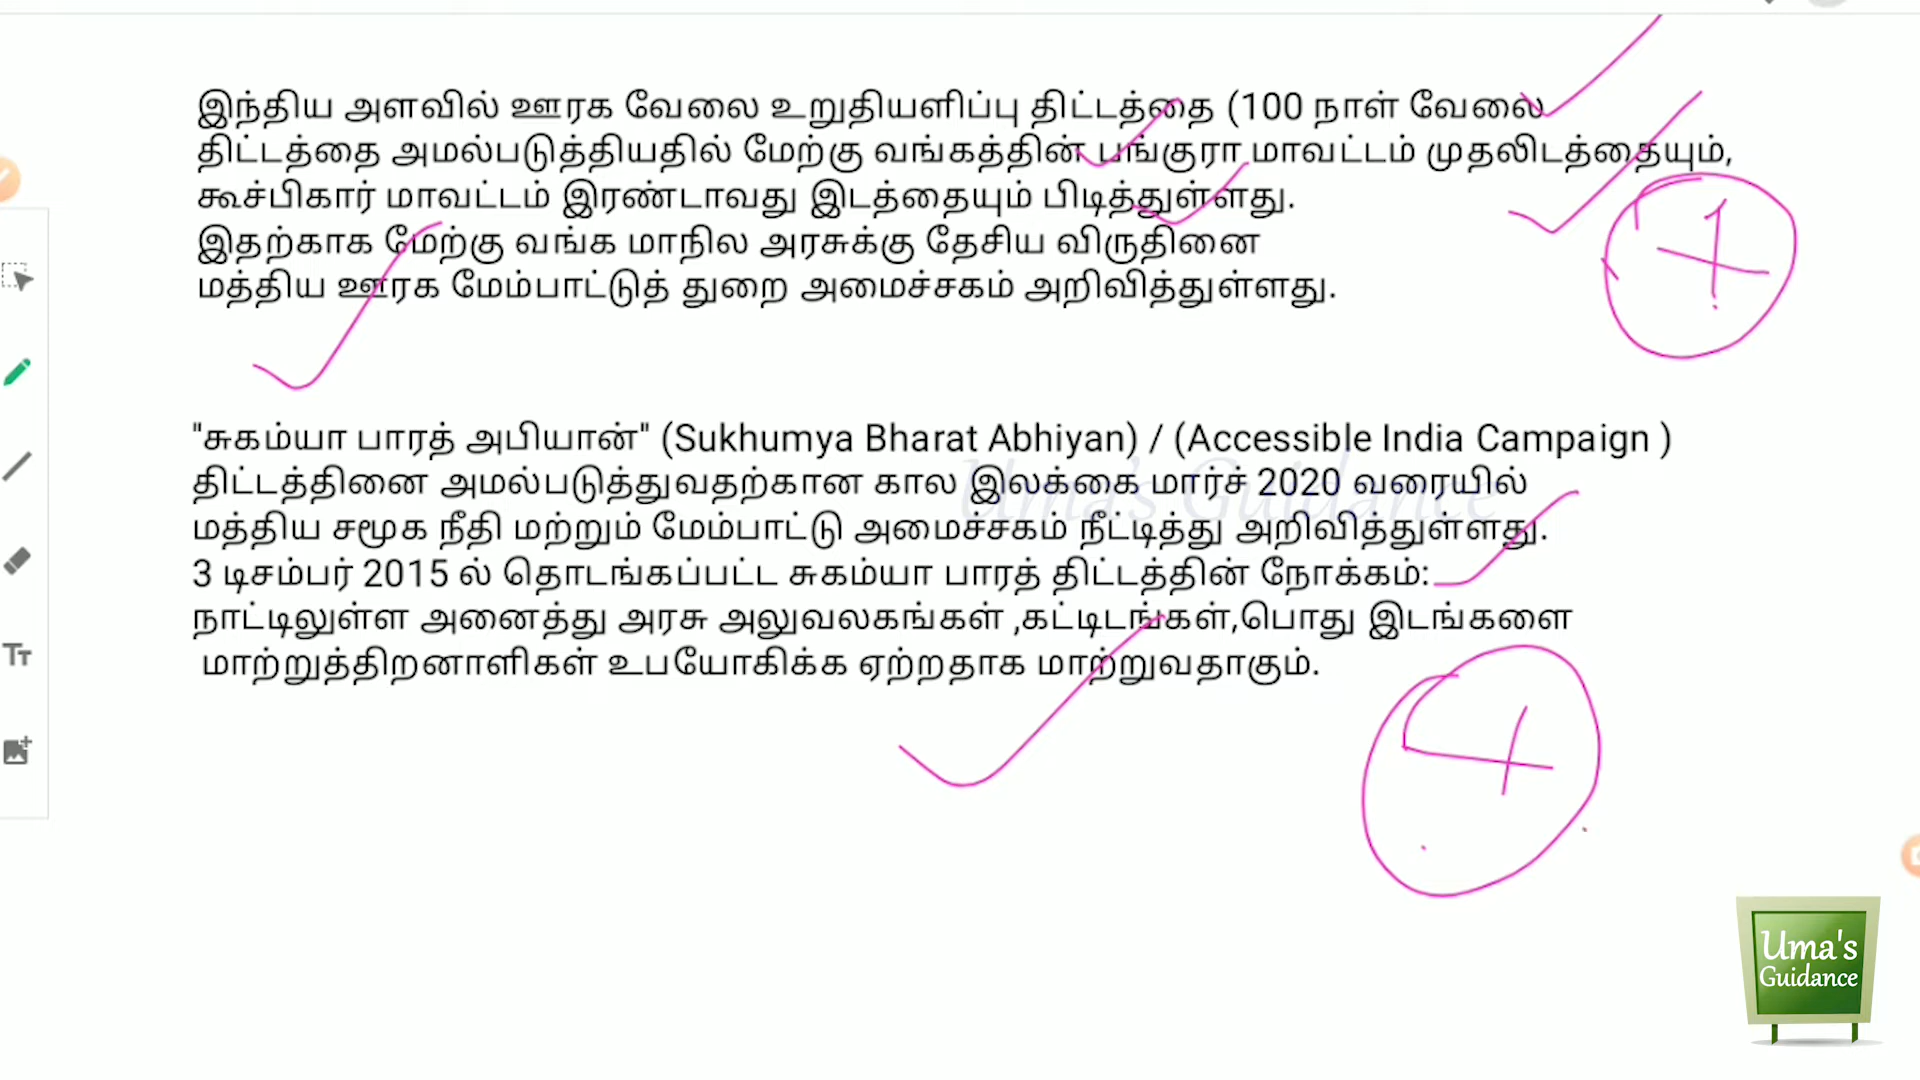 இந்திய அளவில் ஊரக வேலை உறுதியளிப்பு திட்டத்தை (100 நாள் வேலை
திட்டத்தை அமல்படுத்தியதில் மேற்கு வங்கத்தின் பங்குரா மாவட்டம் முதலிடத்தையும்,
கூச்பிகார் மாவட்டம் இரண்டாவது இடத்தையும் பிடித்துள்ளது.
இதற்காக மேற்கு வங்க மாநில அரசுக்கு தேசிய விருதினை
மத்திய ஊரக மேம்பாட்டுத் துறை அமைச்சகம் அறிவித்துள்ளது.
"சுகம்யா பாரத் அபியான்" (Sukhumya Bharat Abhiyan) / (Accessible India Campaign )
திட்டத்தினை அமல்படுத்துவதற்கான கால இலக்கை மார்ச் 2020 வரையில்
மத்திய சமூக நீதி மற்றும் மேம்பாட்டு அமைச்சகம் நீட்டித்து அறிவித்துள்ளது.
3 டிசம்பர் 2015 ல் தொடங்கப்பட்ட சுகம்யா பாரத் திட்டத்தின் நோக்கம்:
நாட்டிலுள்ள அனைத்து அரசு அலுவலகங்கள் ,கட்டிடங்கள்,பொது இடங்களை
மாற்றுத்திறனாளிகள் உபயோகிக்க ஏற்றதாக மாற்றுவதாகும்.
Uma's Guidance
Tт
Uma's
Guidance